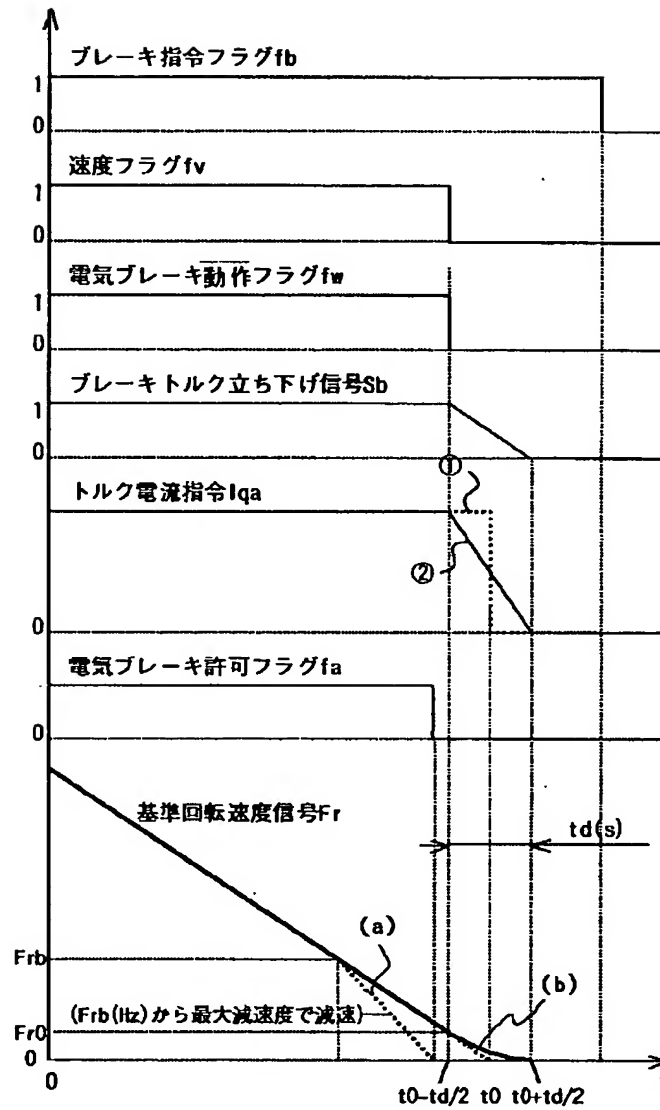 ブレーキ指令フラグfb
1
0
速度フラグfv
1
0
電気ブレーキ動作フラグfw
1
0
ブレーキトルク立ち下げ信号Sb
1
0
①
トルク電流指令Iqa
②
0
電気ブレーキ許可フラグfa
0
基準回転速度信号Fr
td(s)
(a)
Frb
(b)
(Frb(Hz)から最大減速度で減速)
Fr0
0
0
t0-td/2
t0
t0+td/2